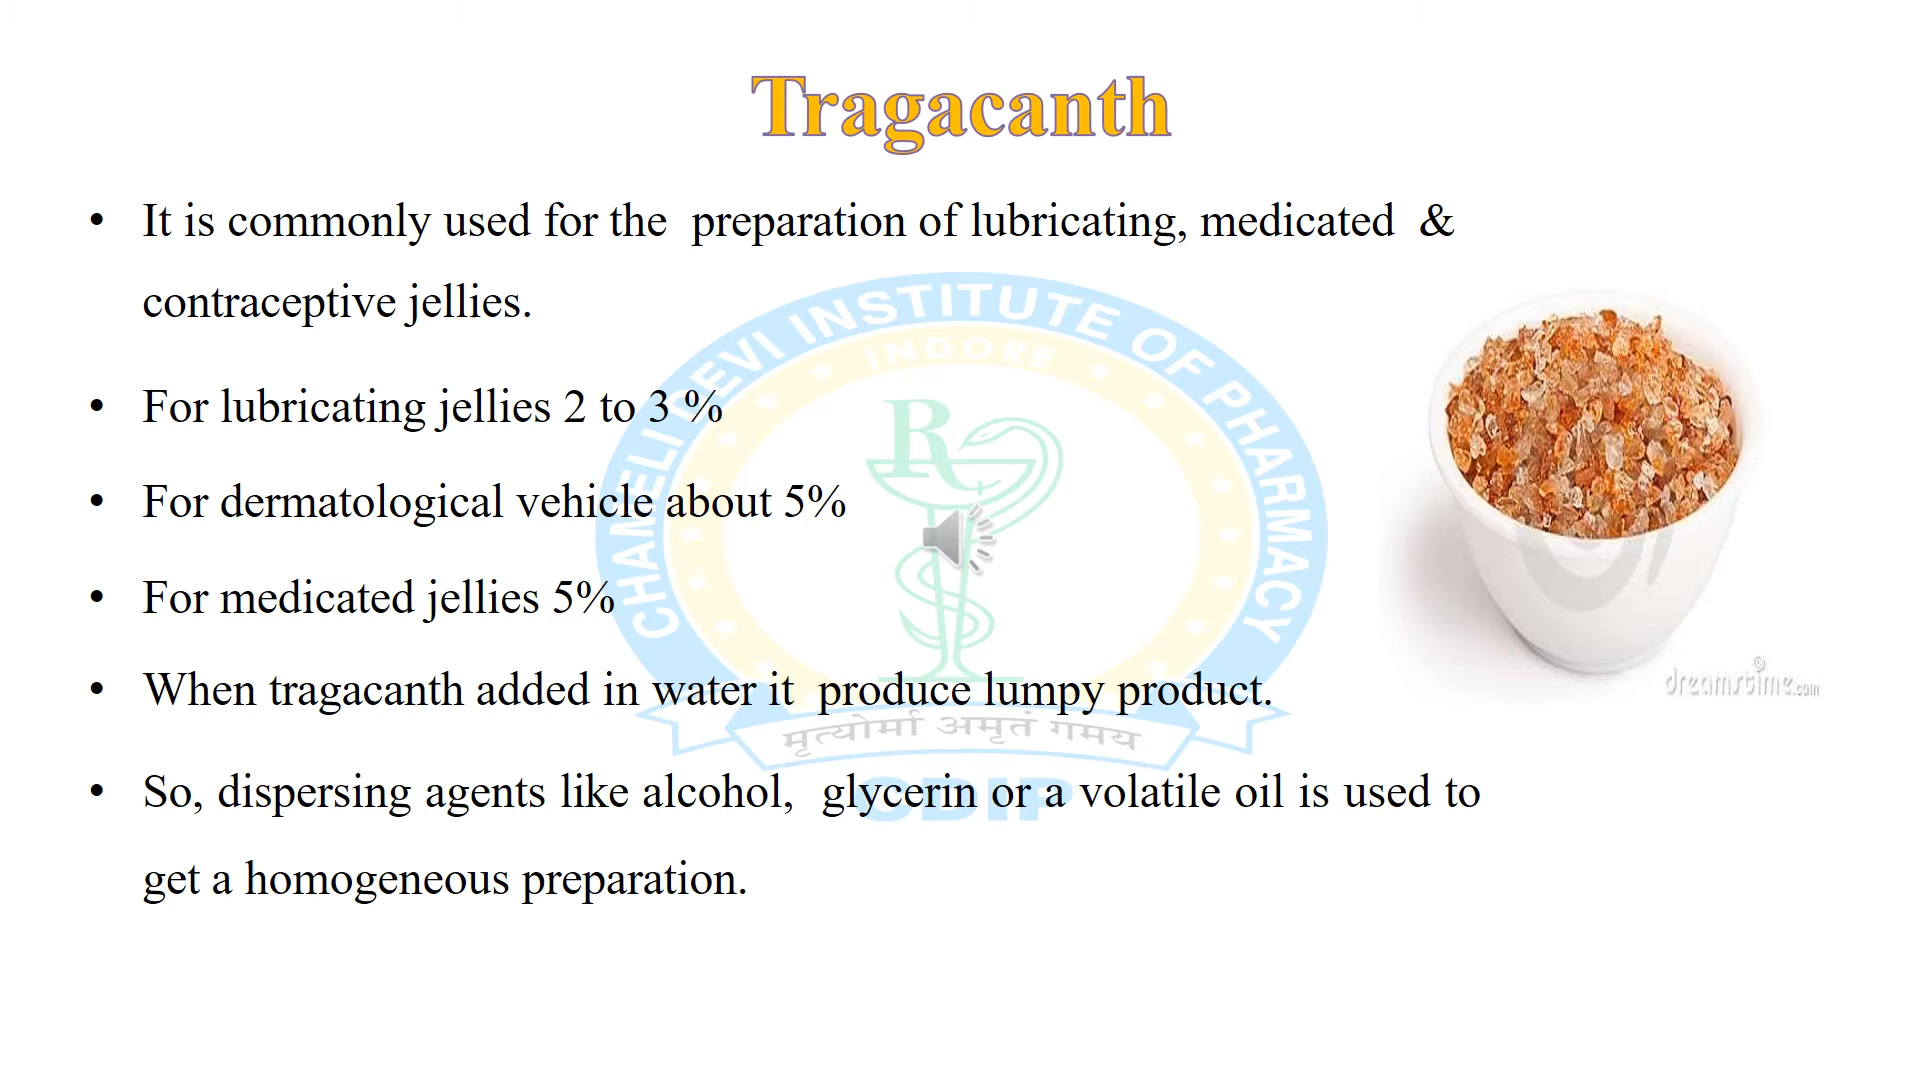 Tragacanth
• It is commonly used for the preparation of lubricating, medicated &
contraceptive jellies.
• For lubricating jellies 2 to 3 %
• For dermatological vehicle about 5%
• For medicated jellies 5%
• When tragacanth added in water it produce lumpy product.
• So, dispersing agents like alcohol, glycerin or a volatile oil is used to
get a homogeneous preparation.
CHAMELI DEVI INSTITUTE OF PHARMACY
INDORE
R
मृत्योर्मा अमृतं गमय
CDIP
dreamstime.com